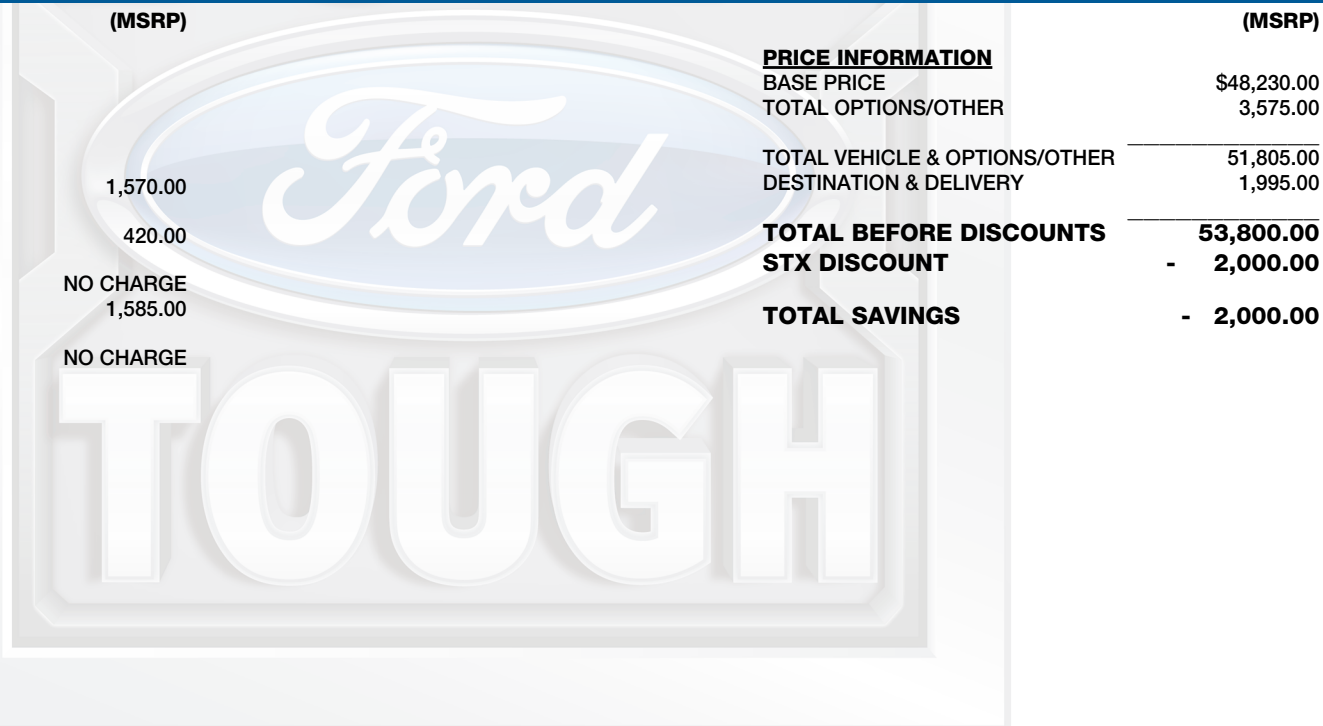 (MSRP)
1,570.00
420.00
NO CHARGE
1,585.00
NO CHARGE
Ford
TOUGH
(MSRP)
PRICE INFORMATION
BASE PRICE $48,230.00
TOTAL OPTIONS/OTHER 3,575.00
TOTAL VEHICLE & OPTIONS/OTHER 51,805.00
DESTINATION & DELIVERY 1,995.00
TOTAL BEFORE DISCOUNTS 53,800.00
STX DISCOUNT - 2,000.00
TOTAL SAVINGS - 2,000.00